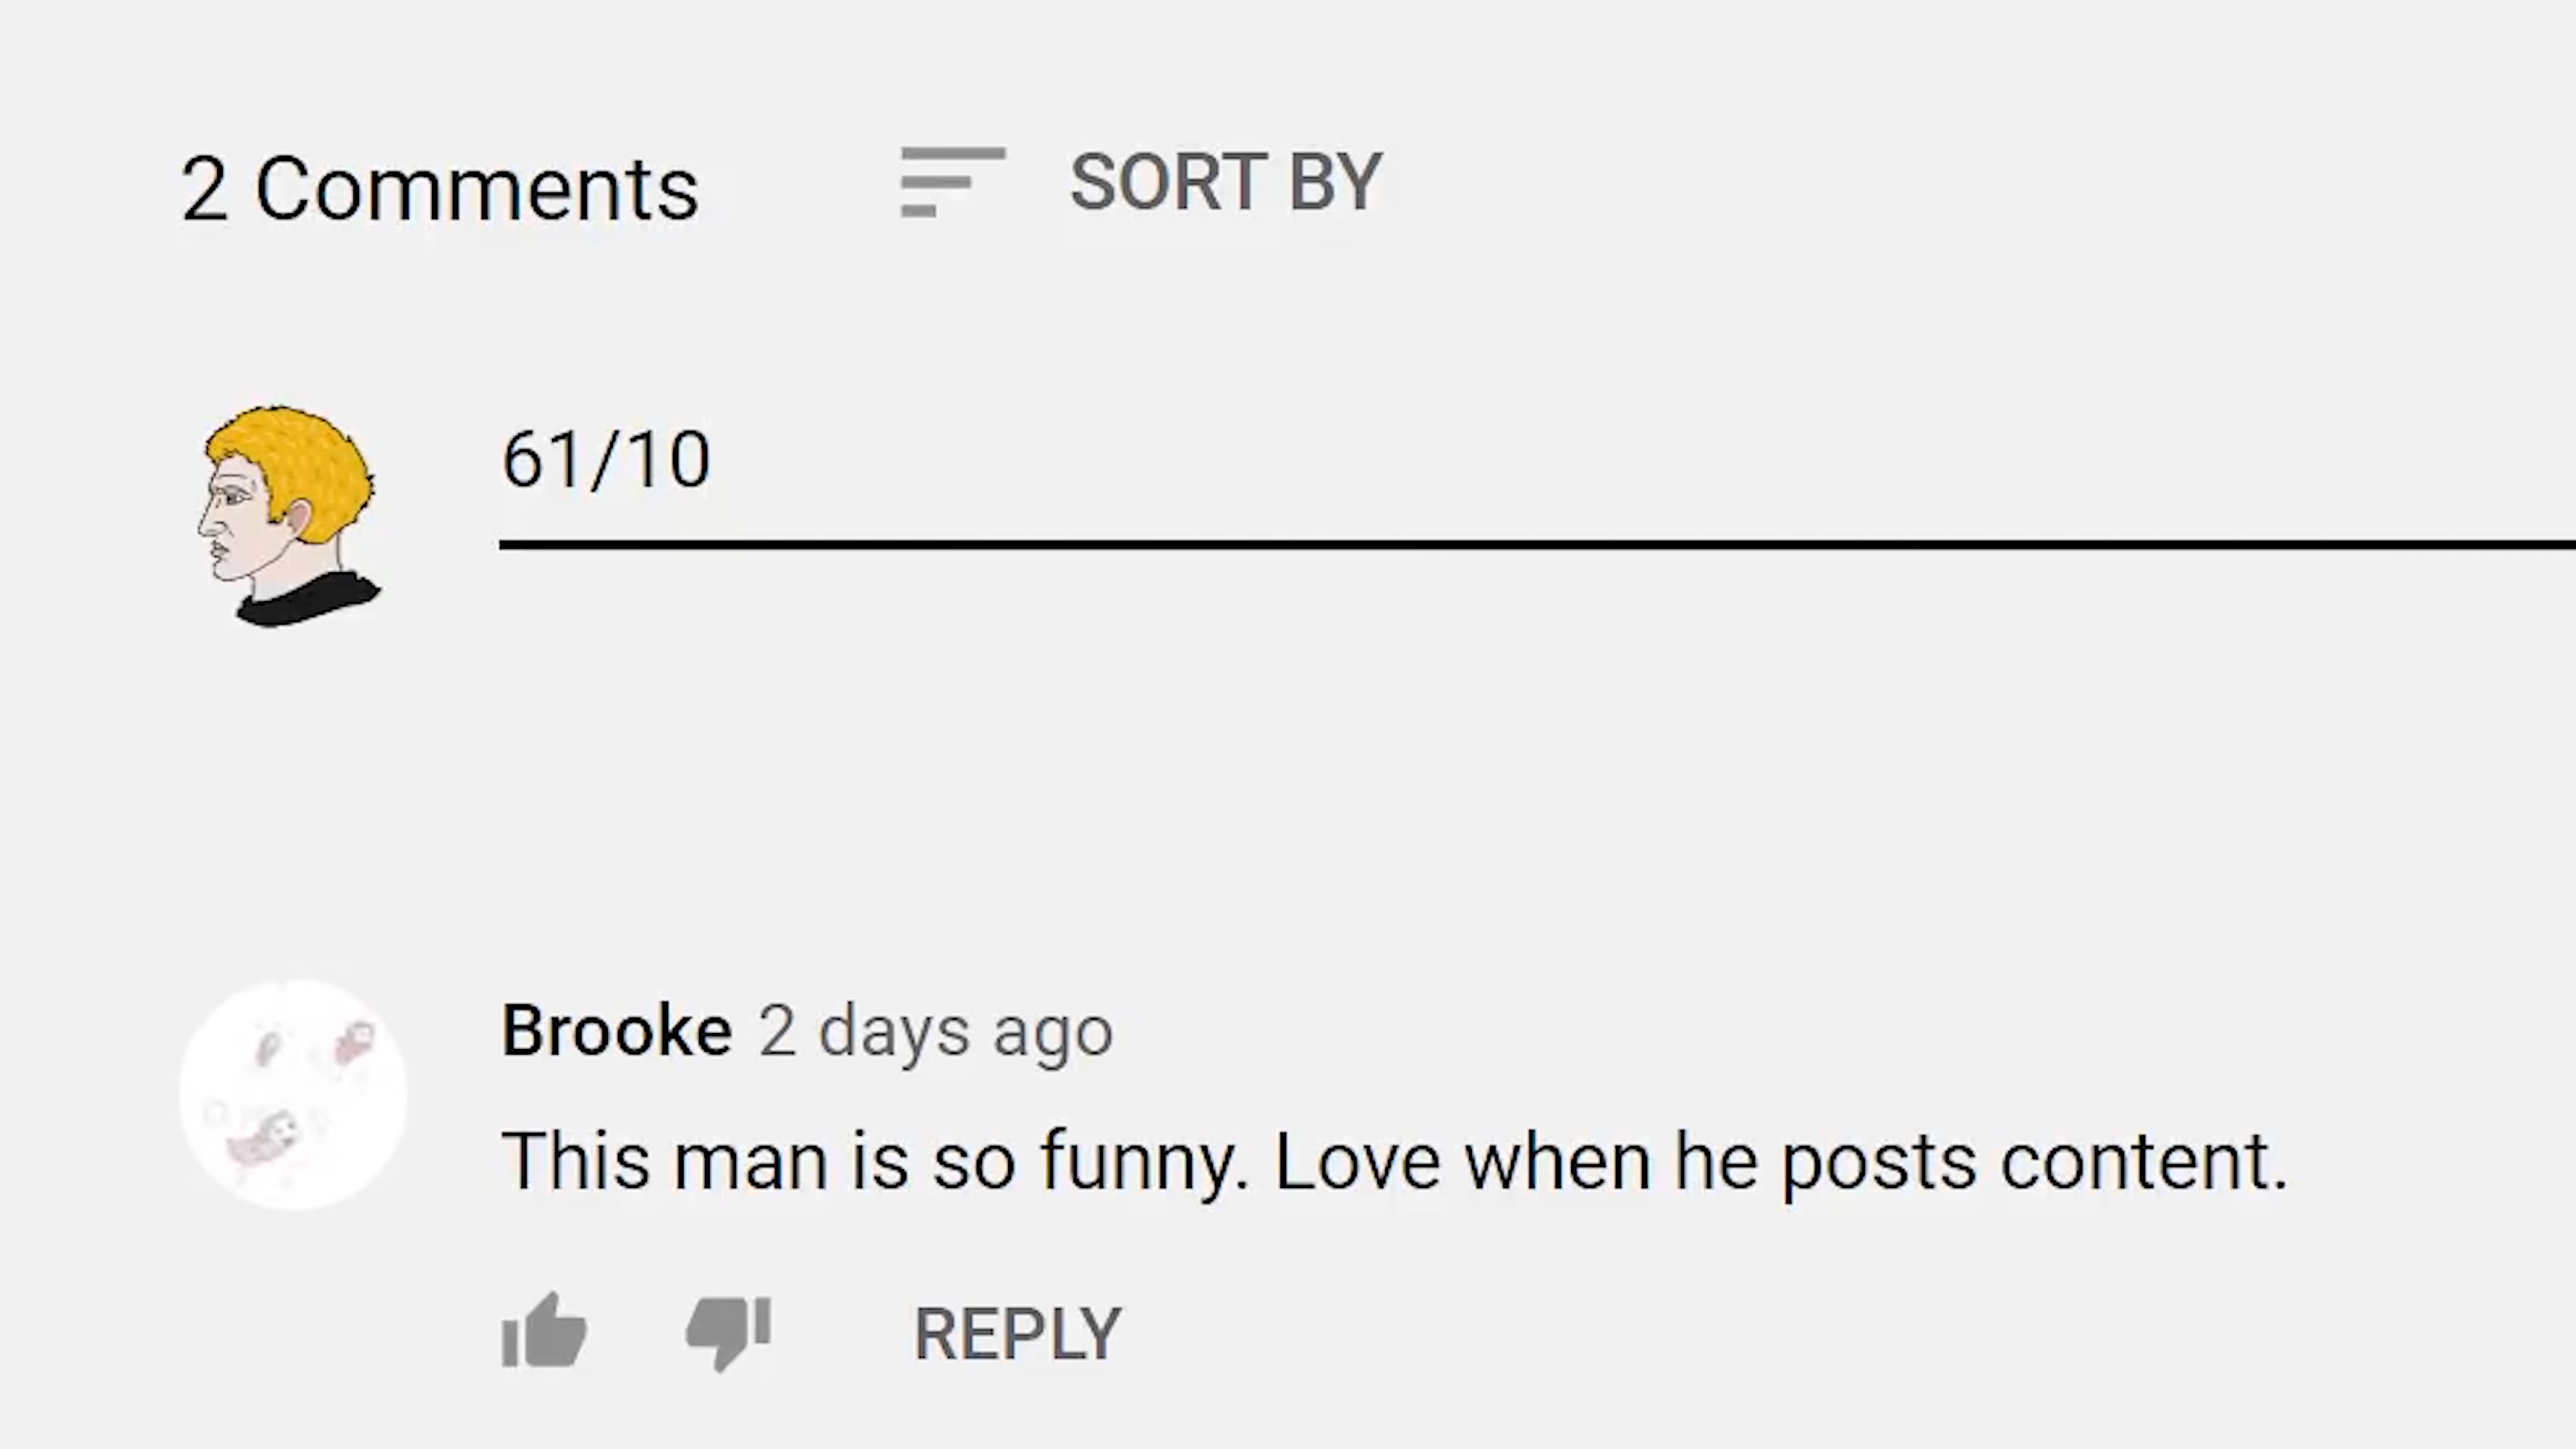 2 Comments SORT BY
61/10
Brooke 2 days ago
This man is so funny. Love when he posts content.
REPLY